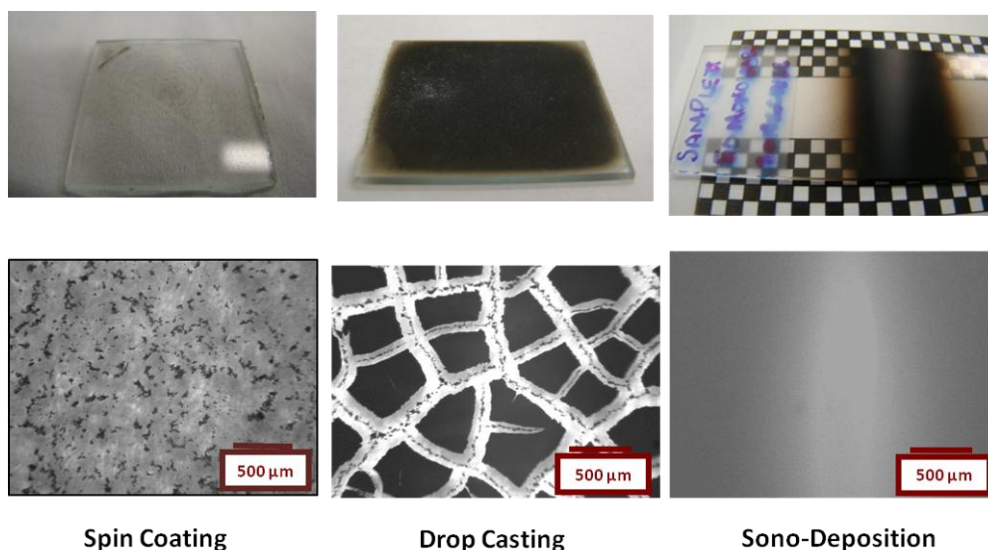 SAMPLE
500 µm
500 µm
500 µm
Spin Coating
Drop Casting
Sono-Deposition